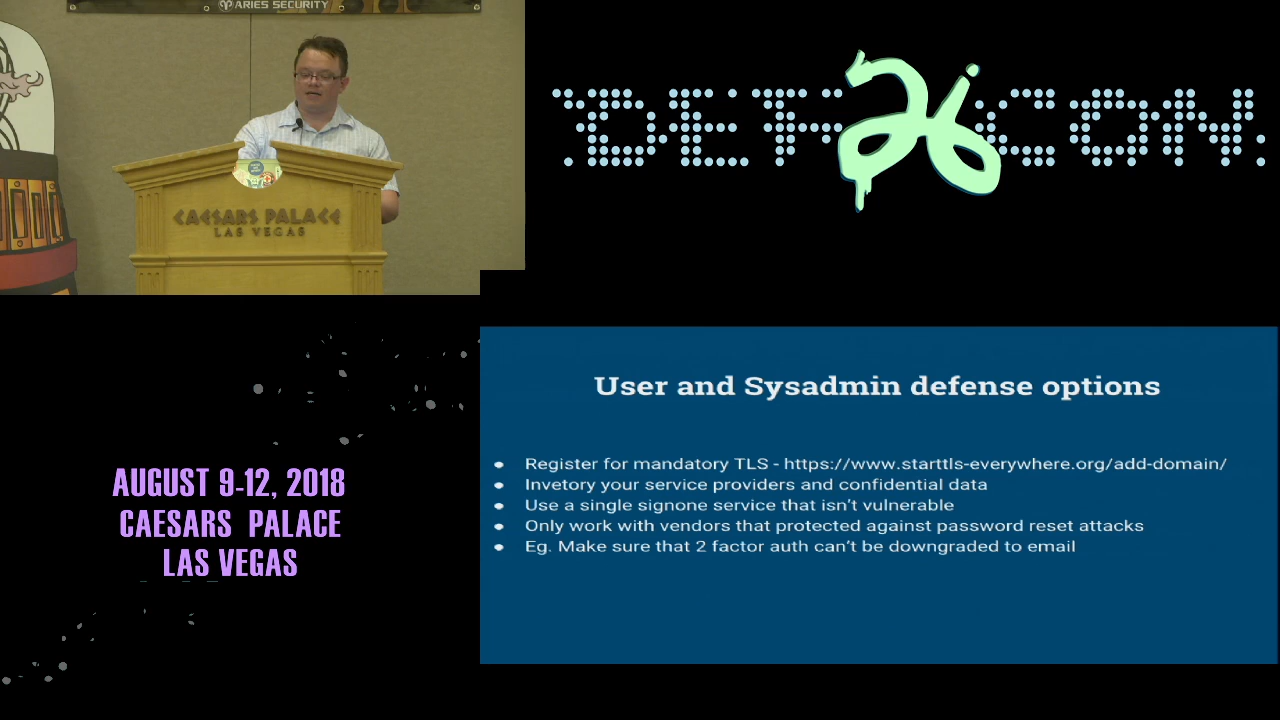 ARIES SECURITY
CAESARS PALACE
LAS VEGAS
DEF 26 CON
AUGUST 9-12, 2018
CAESARS PALACE
LAS VEGAS
User and Sysadmin defense options
● Register for mandatory TLS - https://www.starttls-everywhere.org/add-domain/
● Invetory your service providers and confidential data
● Use a single signone service that isn't vulnerable
● Only work with vendors that protected against password reset attacks
● Eg. Make sure that 2 factor auth can't be downgraded to email